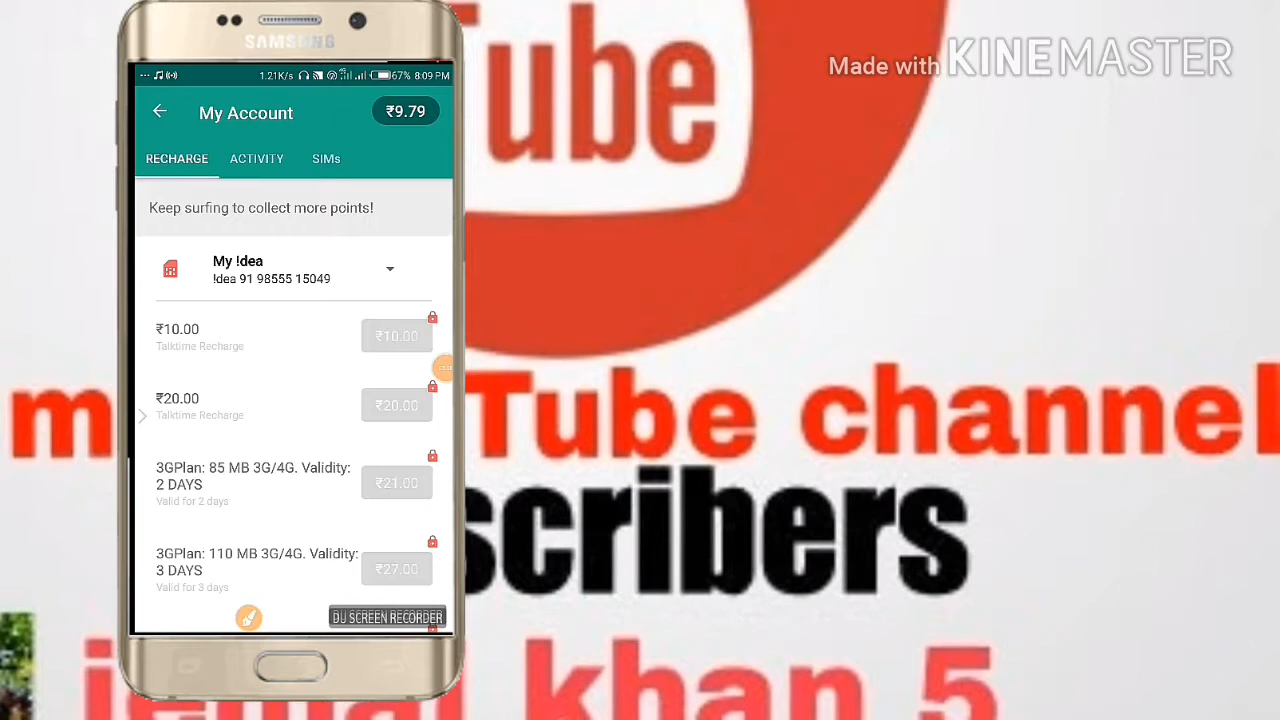 SAMSUNG
1.21K/s 67% 8:09 PM
My Account
₹9.79
RECHARGE ACTIVITY SIMs
Keep surfing to collect more points!
My !dea
!dea 91 98555 15049
₹10.00
Talktime Recharge
₹10.00
₹20.00
Talktime Recharge
₹20.00
3GPlan: 85 MB 3G/4G. Validity:
2 DAYS
Valid for 2 days
₹21.00
3GPlan: 110 MB 3G/4G. Validity:
3 DAYS
Valid for 3 days
₹27.00
DU SCREEN RECORDER
Made with KINEMASTER
Tube
m Tube channel
scribers
khan 5